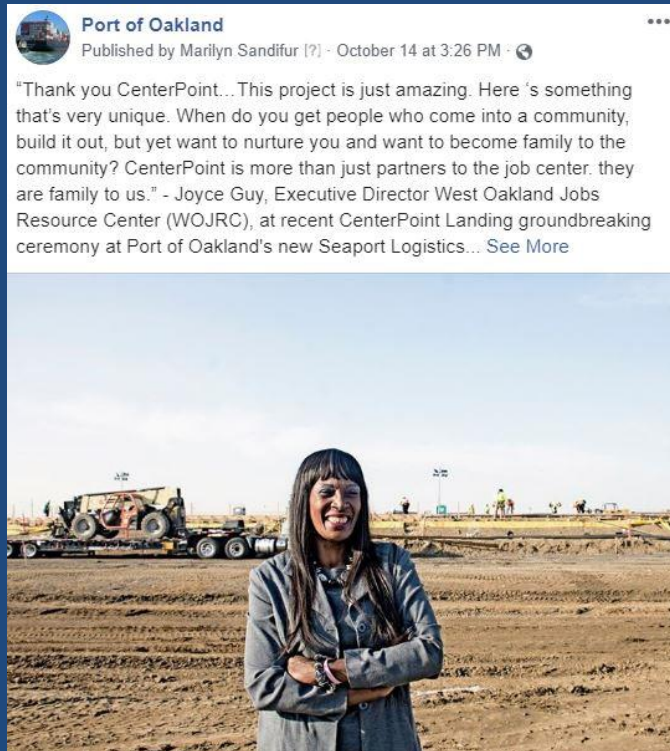 Port of Oakland
Published by Marilyn Sandifur [?] · October 14 at 3:26 PM ·
“Thank you CenterPoint…This project is just amazing. Here ‘s something
that’s very unique. When do you get people who come into a community,
build it out, but yet want to nurture you and want to become family to the
community? CenterPoint is more than just partners to the job center. they
are family to us.” - Joyce Guy, Executive Director West Oakland Jobs
Resource Center (WOJRC), at recent CenterPoint Landing groundbreaking
ceremony at Port of Oakland's new Seaport Logistics... See More